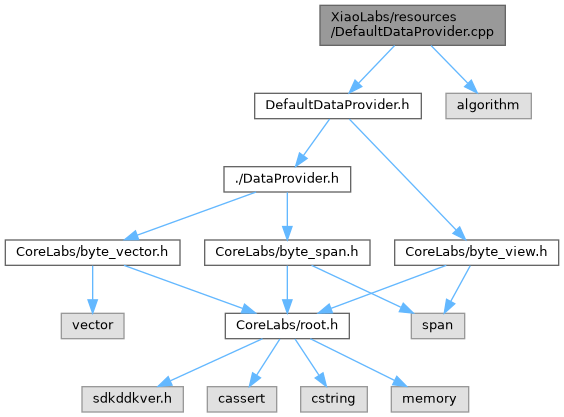 XiaoLabs/resources
/DefaultDataProvider.cpp
DefaultDataProvider.h
algorithm
./DataProvider.h
CoreLabs/byte_vector.h
CoreLabs/byte_span.h
CoreLabs/byte_view.h
vector
CoreLabs/root.h
span
sdkddkver.h
cassert
cstring
memory